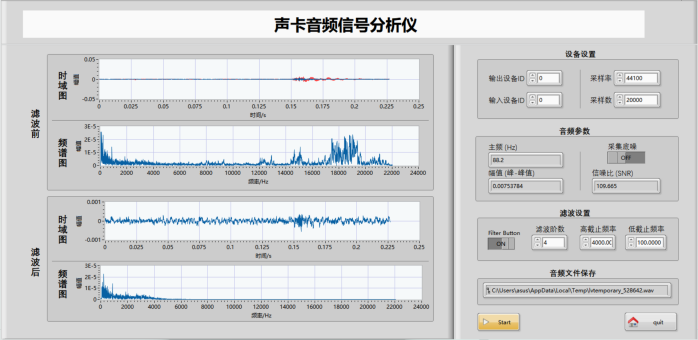 声卡音频信号分析仪
滤波前
时域图
幅值
0.05
0
-0.05
0 0.025 0.05 0.075 0.1 0.125 0.15 0.175 0.2 0.225 0.25
时间/s
频谱图
幅值
3E-5
2E-5
1E-5
0
0 2000 4000 6000 8000 10000 12000 14000 16000 18000 20000 22000 24000
频率/Hz
滤波后
时域图
幅值
0.001
0
-0.001
0 0.025 0.05 0.075 0.1 0.125 0.15 0.175 0.2 0.225 0.25
时间/s
频谱图
幅值
3E-5
2E-5
1E-5
0
0 2000 4000 6000 8000 10000 12000 14000 16000 18000 20000 22000 24000
频率/Hz
设备设置
输出设备ID 0 采样率 44100
输入设备ID 0 采样数 20000
音频参数
主频 (Hz) 采集底噪
88.2 OFF
幅值 (峰-峰值) 信噪比 (SNR)
0.00753784 109.665
滤波设置
Filter Button 滤波阶数 高截止频率 低截止频率
ON 4 4000.0C 100.0000
音频文件保存
C:\Users\asus\AppData\Local\Temp\lvtemporary_528642.wav
Start quit